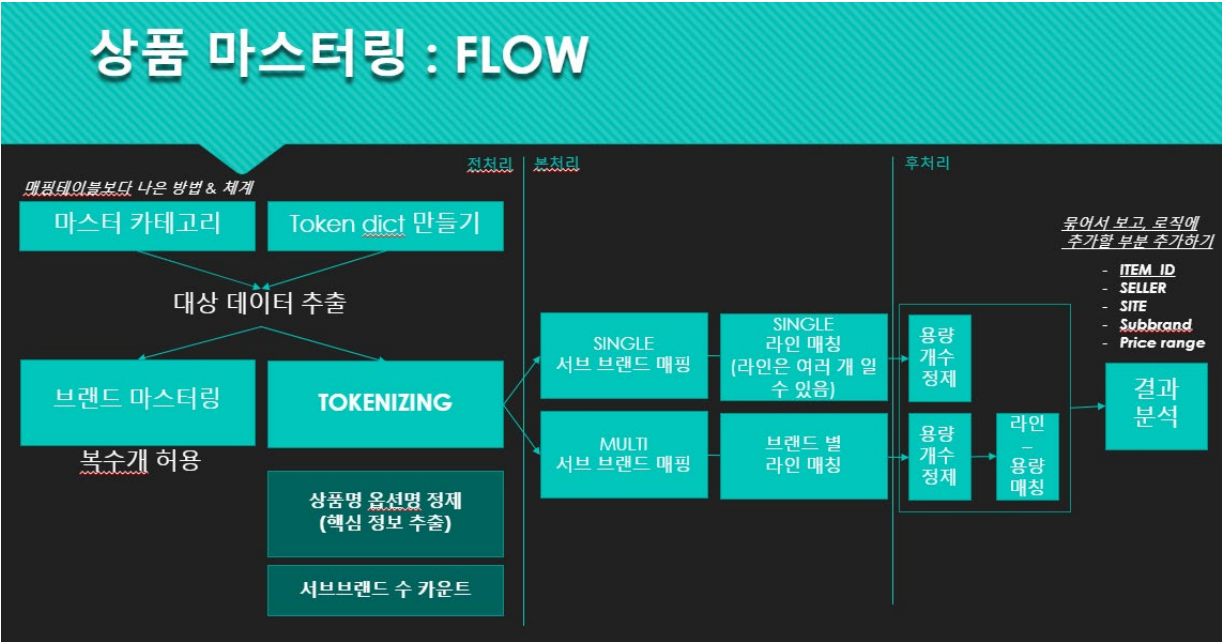 상품 마스터링 : FLOW
전처리
본처리
후처리
매핑테이블보다 나은 방법 & 체계
마스터 카테고리
Token dict 만들기
대상 데이터 추출
브랜드 마스터링
복수개 허용
TOKENIZING
상품명 옵션명 정제
(핵심 정보 추출)
서브브랜드 수 카운트
SINGLE
서브 브랜드 매핑
SINGLE
라인 매칭
(라인은 여러 개 일
수 있음)
MULTI
서브 브랜드 매핑
브랜드 별
라인 매칭
용량
개수
정제
용량
개수
정제
라인
–
용량
매칭
묶어서 보고, 로직에
추가할 부분 추가하기
- ITEM_ID
- SELLER
- SITE
- Subbrand
- Price range
결과
분석